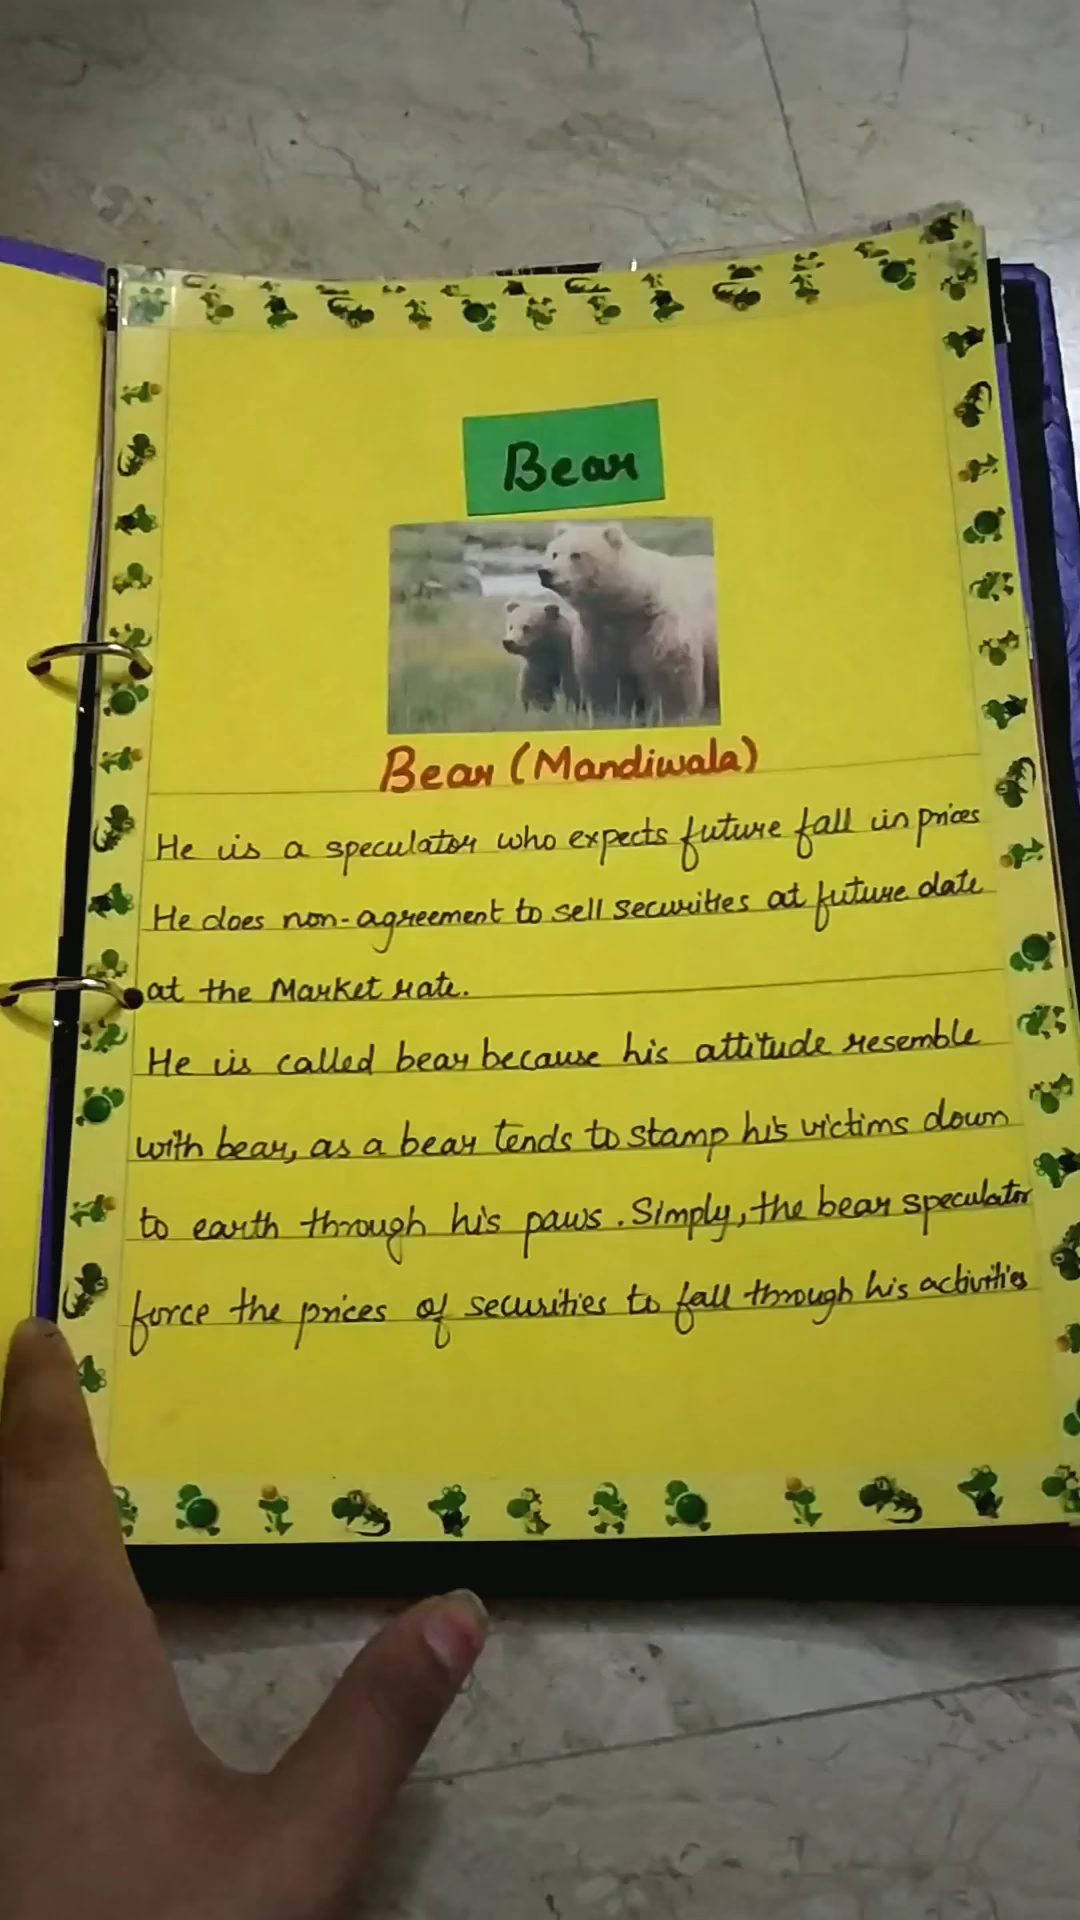 Bear
Bear (Mandiwala)
He is a speculator who expects future fall in prices
He does non-agreement to sell securities at future date
at the Market rate.
He is called bear because his attitude resemble
with bear, as a bear tends to stamp his victims down
to earth through his paws. Simply, the bear speculator
force the prices of securities to fall through his activities